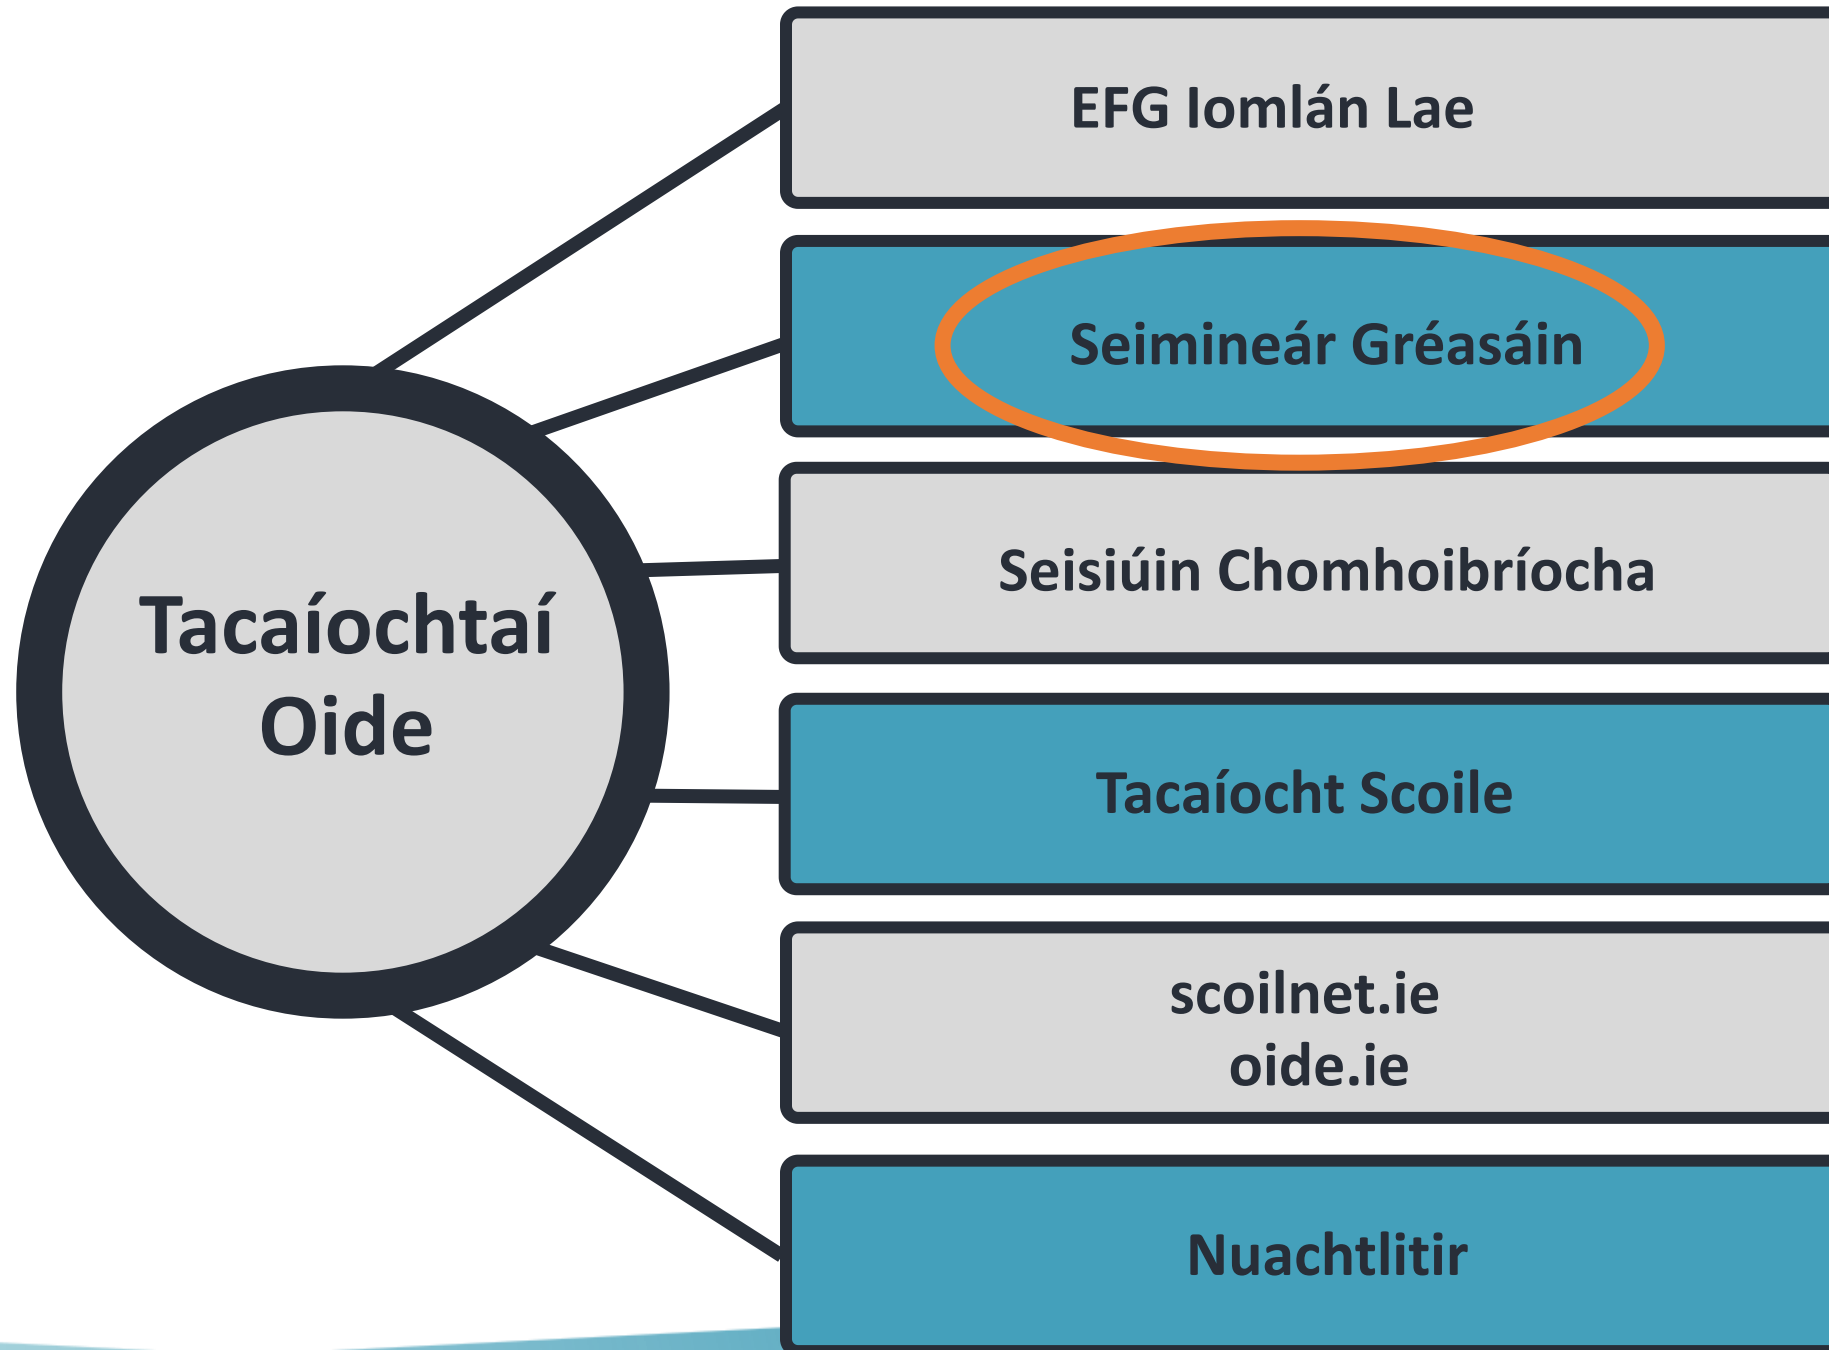 EFG Iomlán Lae
Seimineár Gréasáin
Seisiúin Chomhoibríocha
Tacaíochtaí
Oide
Tacaíocht Scoile
scoilnet.ie
oide.ie
Nuachtlitir